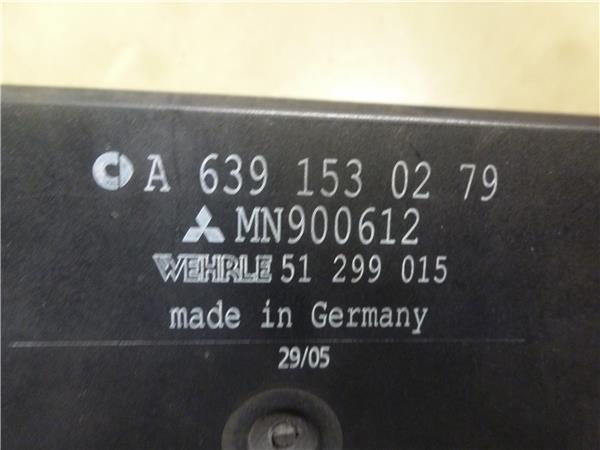 A 639 153 02 79
MN900612
WEHRLE 51 299 015
made in Germany
29/05